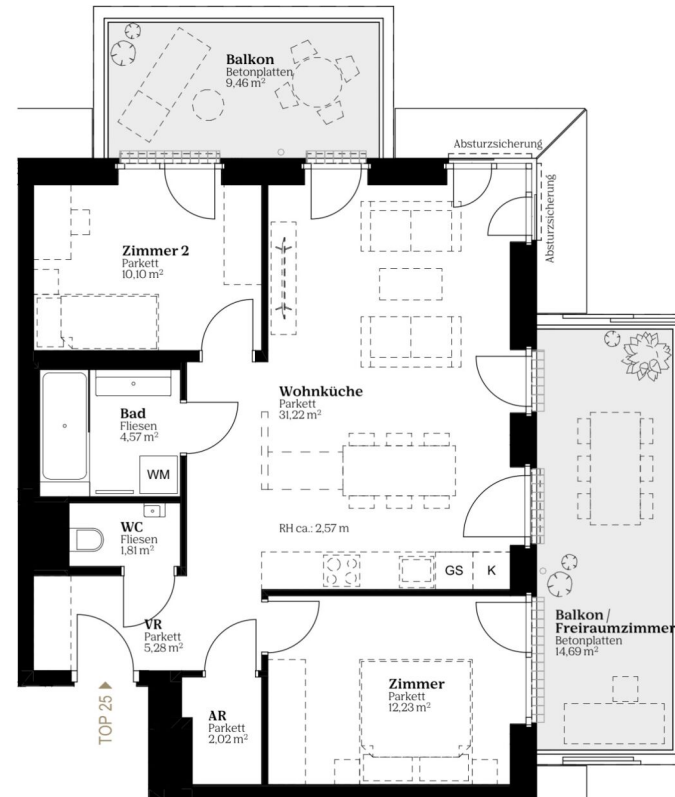 Balkon
Betonplatten
9,46 m²
Absturzsicherung
Absturzsicherung
Zimmer 2
Parkett
10,10 m²
Wohnküche
Parkett
31,22 m²
Bad
Fliesen
4,57 m²
WM
WC
Fliesen
1,81 m²
RH ca.: 2,57 m
GS
K
VR
Parkett
5,28 m²
Balkon/
Freiraumzimmer
Betonplatten
14,69 m²
Zimmer
Parkett
12,23 m²
AR
Parkett
2,02 m²
TOP 25